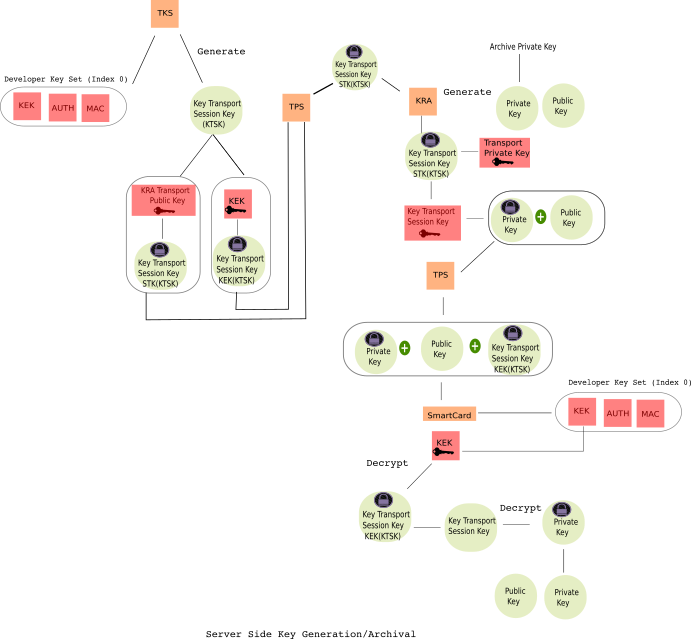 TKS
Generate
Developer Key Set (Index 0)
KEK
AUTH
MAC
Key Transport
Session Key
(KTSK)
KRA Transport
Public Key
KEK
Key Transport
Session Key
STK(KTSK)
Key Transport
Session Key
KEK(KTSK)
TPS
Key Transport
Session Key
STK(KTSK)
KRA
Generate
Archive Private Key
Private
Key
Public
Key
Key Transport
Session Key
STK(KTSK)
Transport
Private Key
Key Transport
Session Key
Private
Key
Public
Key
TPS
Private
Key
Public
Key
Key Transport
Session Key
KEK(KTSK)
Developer Key Set (Index 0)
SmartCard
KEK
AUTH
MAC
KEK
Decrypt
Key Transport
Session Key
KEK(KTSK)
Key Transport
Session Key
Decrypt
Private
Key
Public
Key
Private
Key
Server Side Key Generation/Archival